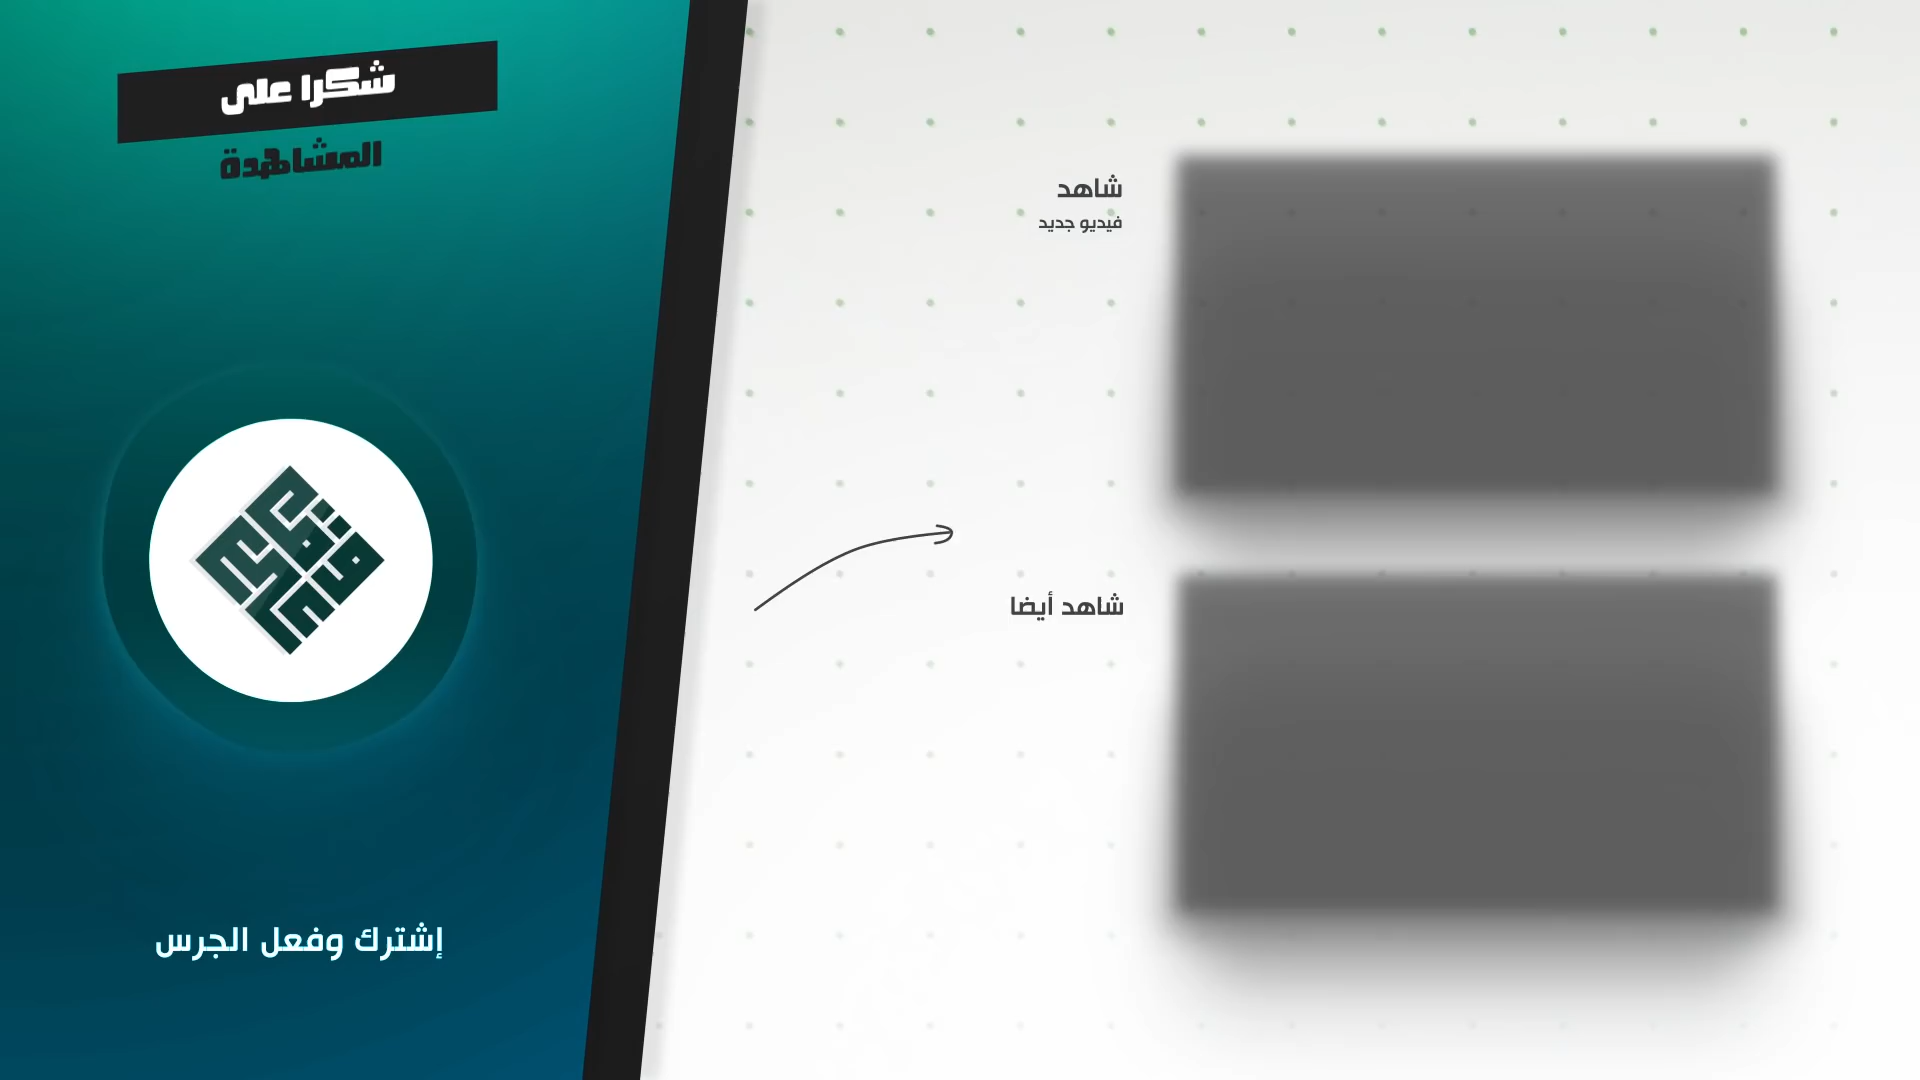 شكرا على
المشاهدة
إشترك وفعل الجرس
شاهد
فيديو جديد
شاهد أيضا